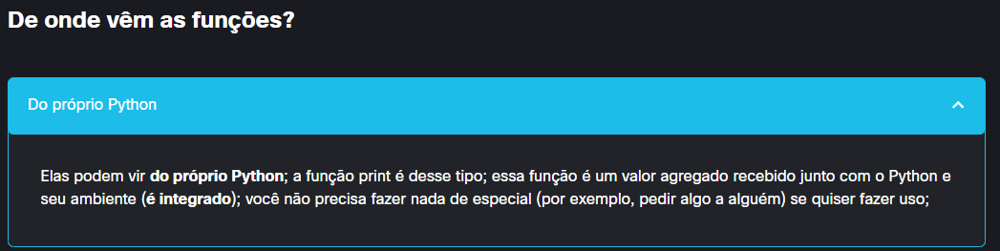 De onde vêm as funções?
Do próprio Python
Elas podem vir do próprio Python; a função print é desse tipo; essa função é um valor agregado recebido junto com o Python e
seu ambiente (é integrado); você não precisa fazer nada de especial (por exemplo, pedir algo a alguém) se quiser fazer uso;